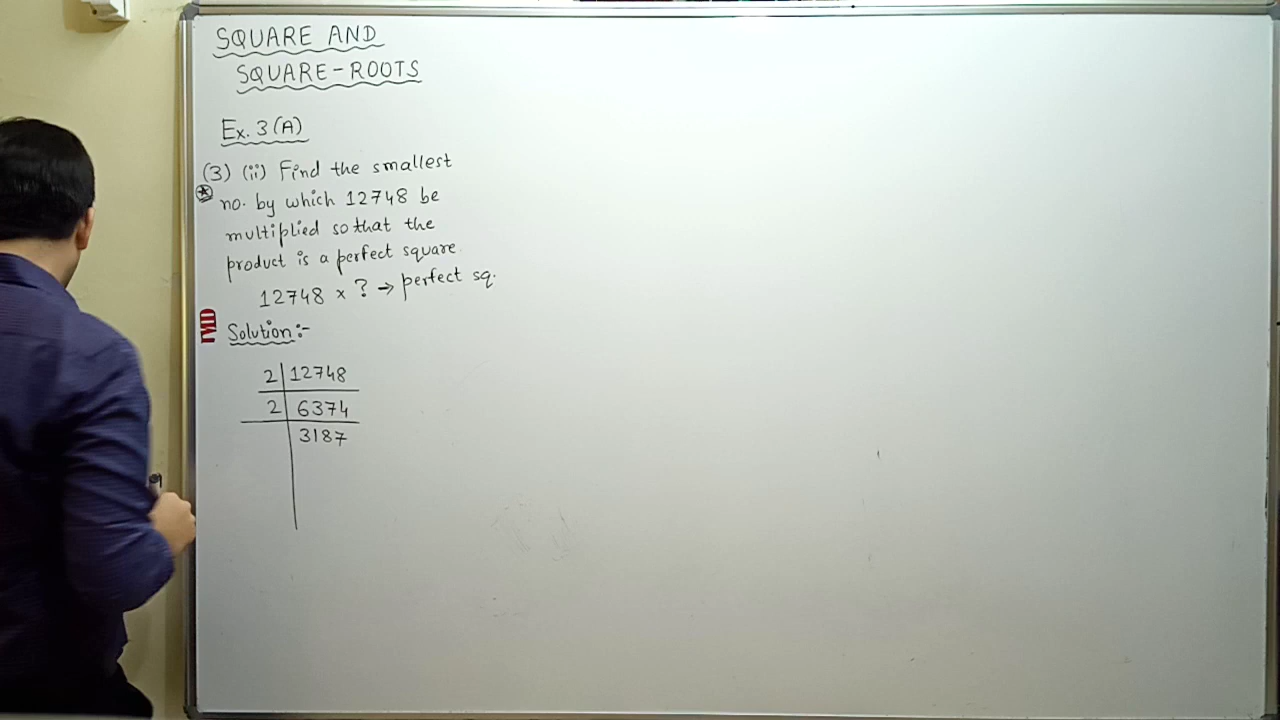 SQUARE AND
SQUARE-ROOTS
Ex. 3(A)
(3) (ii) Find the smallest
no. by which 12748 be
multiplied so that the
product is a perfect square
12748 × ? → perfect sq.
Solution:-
2 | 12748
2 | 6374
3187